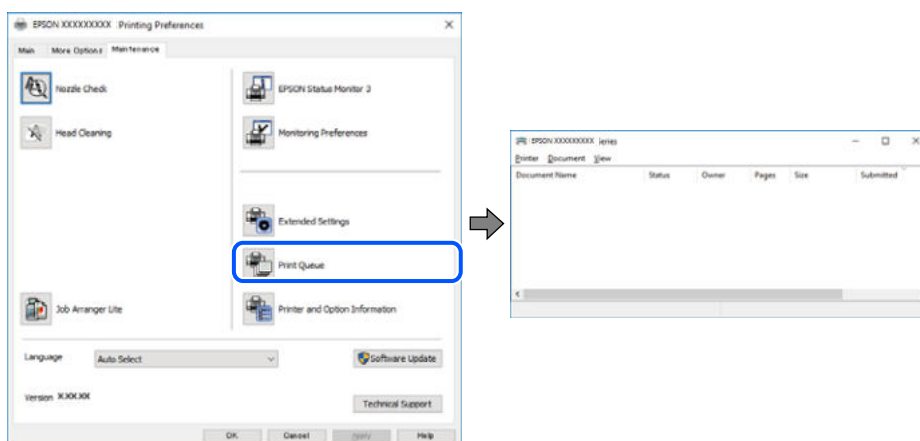 EPSON XXXXXXXXX Printing Preferences
Main More Options Maintenance
Nozzle Check
EPSON Status Monitor 3
Head Cleaning
Monitoring Preferences
Extended Settings
Print Queue
Job Arranger Lite
Printer and Option Information
Language Auto Select Software Update
Version X.XX.XX
Technical Support
OK Cancel Apply Help
EPSON XXXXXXXXX Series
Printer Document View
Document Name Status Owner Pages Size Submitted